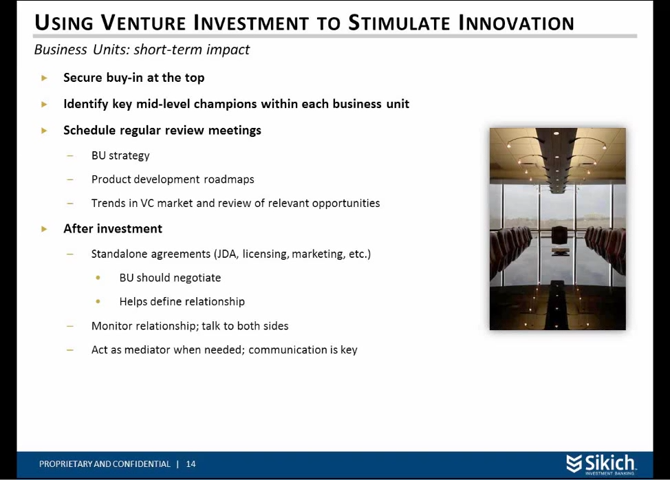 USING VENTURE INVESTMENT TO STIMULATE INNOVATION
Business Units: short-term impact
Secure buy-in at the top
Identify key mid-level champions within each business unit
Schedule regular review meetings
– BU strategy
– Product development roadmaps
– Trends in VC market and review of relevant opportunities
After investment
– Standalone agreements (JDA, licensing, marketing, etc.)
• BU should negotiate
• Helps define relationship
– Monitor relationship; talk to both sides
– Act as mediator when needed; communication is key
PROPRIETARY AND CONFIDENTIAL | 14
Sikich
INVESTMENT BANKING